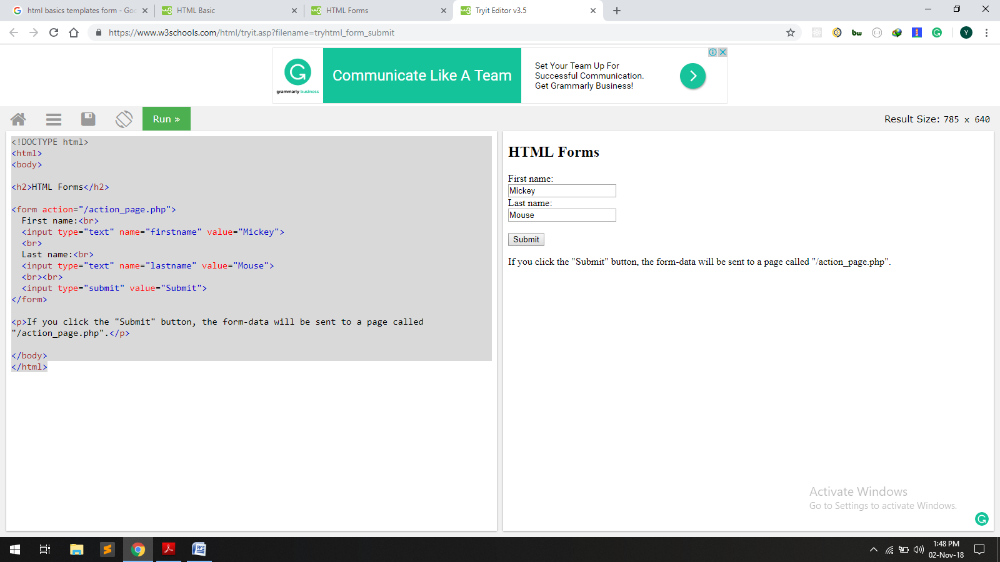 html basics templates form - Goo
HTML Basic
HTML Forms
Tryit Editor v3.5
https://www.w3schools.com/html/tryit.asp?filename=tryhtml_form_submit
bw
Y
grammarly business
Communicate Like A Team
Set Your Team Up For
Successful Communication.
Get Grammarly Business!
Run »
Result Size: 785 x 640
<!DOCTYPE html>
<html>
<body>
<h2>HTML Forms</h2>
<form action="/action_page.php">
First name:<br>
<input type="text" name="firstname" value="Mickey">
<br>
Last name:<br>
<input type="text" name="lastname" value="Mouse">
<br><br>
<input type="submit" value="Submit">
</form>
<p>If you click the "Submit" button, the form-data will be sent to a page called
"/action_page.php".</p>
</body>
</html>
HTML Forms
First name:
Mickey
Last name:
Mouse
Submit
If you click the "Submit" button, the form-data will be sent to a page called "/action_page.php".
Activate Windows
Go to Settings to activate Windows.
1:48 PM
02-Nov-18